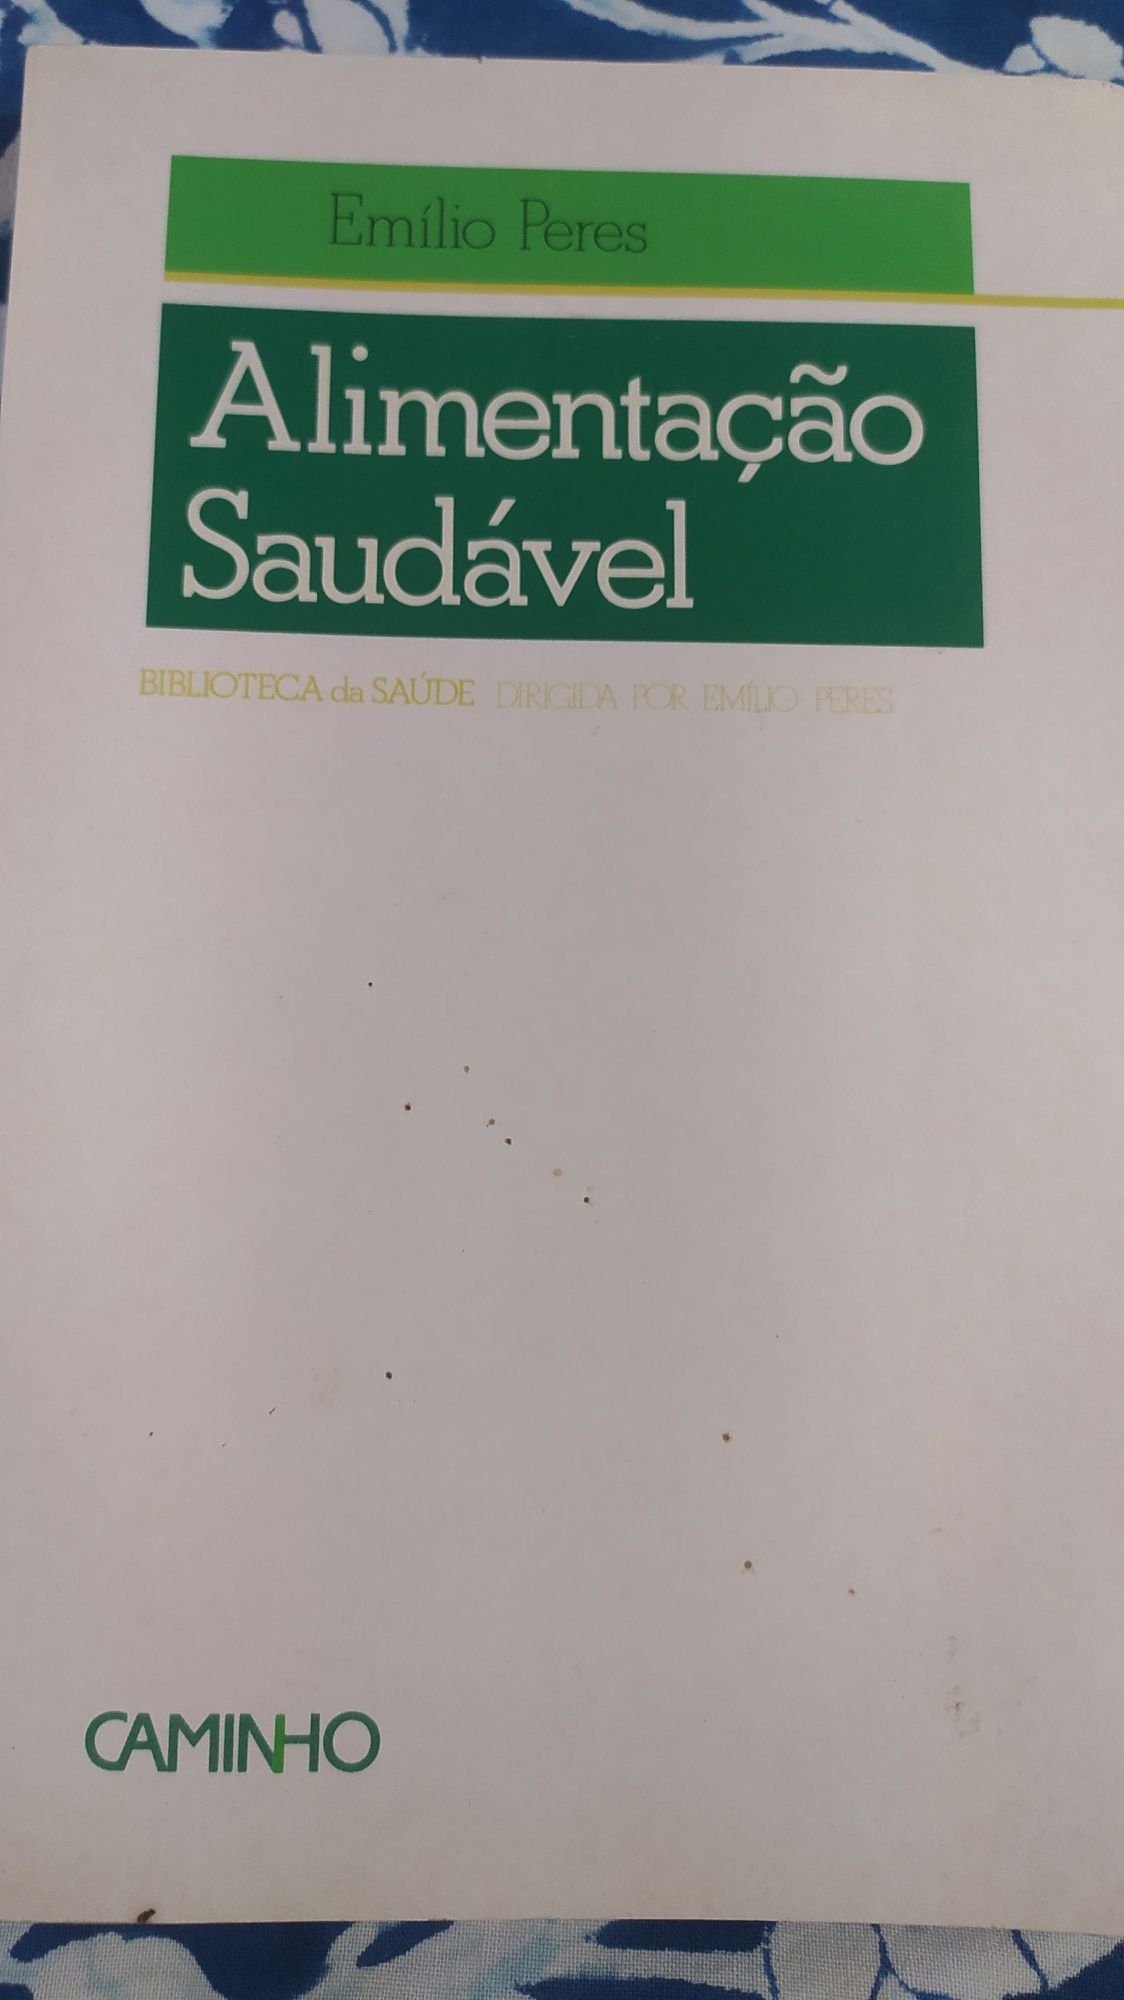 Emílio Peres
Alimentação
Saudável
BIBLIOTECA da SAÚDE DIRIGIDA POR EMÍLIO PERES
CAMINHO